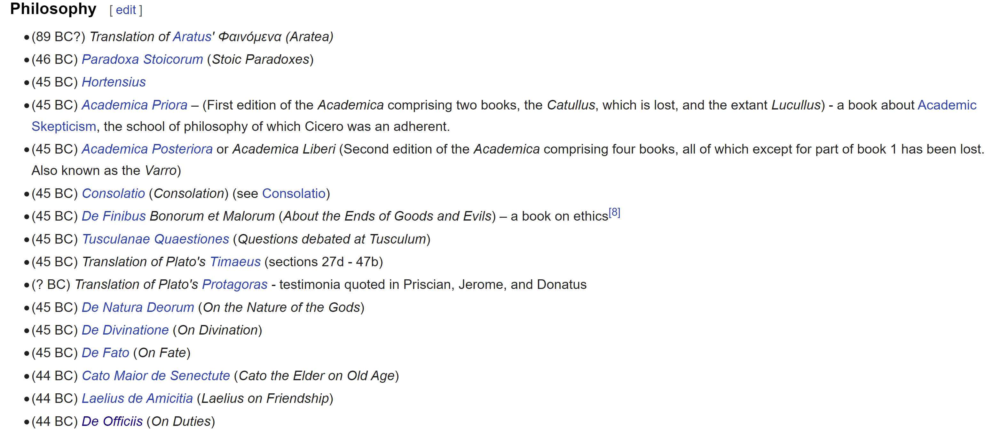 Philosophy [ edit ]
• (89 BC?) Translation of Aratus' Φαινόμενα (Aratea)
• (46 BC) Paradoxa Stoicorum (Stoic Paradoxes)
• (45 BC) Hortensius
• (45 BC) Academica Priora – (First edition of the Academica comprising two books, the Catullus, which is lost, and the extant Lucullus) - a book about Academic
Skepticism, the school of philosophy of which Cicero was an adherent.
• (45 BC) Academica Posteriora or Academica Liberi (Second edition of the Academica comprising four books, all of which except for part of book 1 has been lost.
Also known as the Varro)
• (45 BC) Consolatio (Consolation) (see Consolatio)
• (45 BC) De Finibus Bonorum et Malorum (About the Ends of Goods and Evils) – a book on ethics[8]
• (45 BC) Tusculanae Quaestiones (Questions debated at Tusculum)
• (45 BC) Translation of Plato's Timaeus (sections 27d - 47b)
• (? BC) Translation of Plato's Protagoras - testimonia quoted in Priscian, Jerome, and Donatus
• (45 BC) De Natura Deorum (On the Nature of the Gods)
• (45 BC) De Divinatione (On Divination)
• (45 BC) De Fato (On Fate)
• (44 BC) Cato Maior de Senectute (Cato the Elder on Old Age)
• (44 BC) Laelius de Amicitia (Laelius on Friendship)
• (44 BC) De Officiis (On Duties)